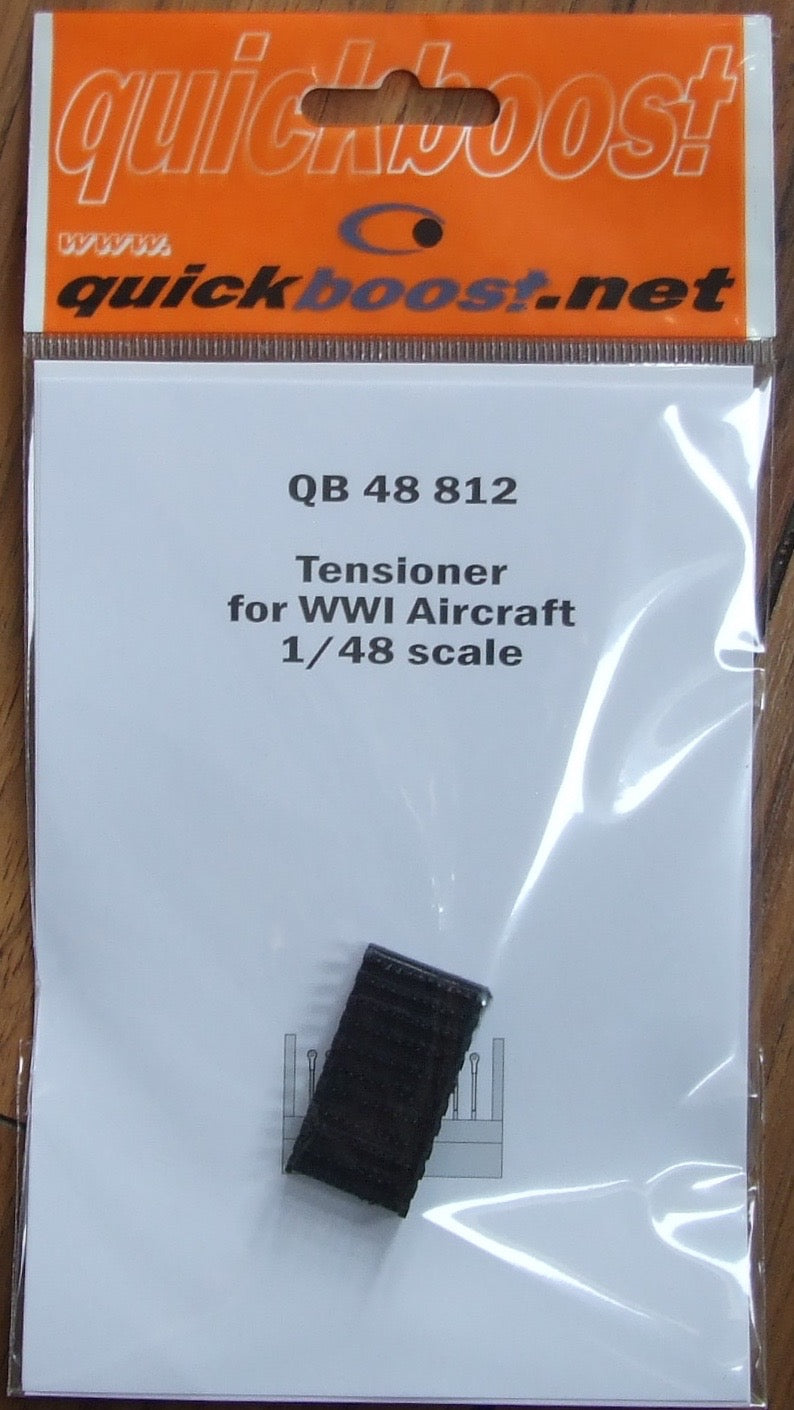 quickboost
www.
quickboost.net
QB 48 812
Tensioner
for WWI Aircraft
1/48 scale